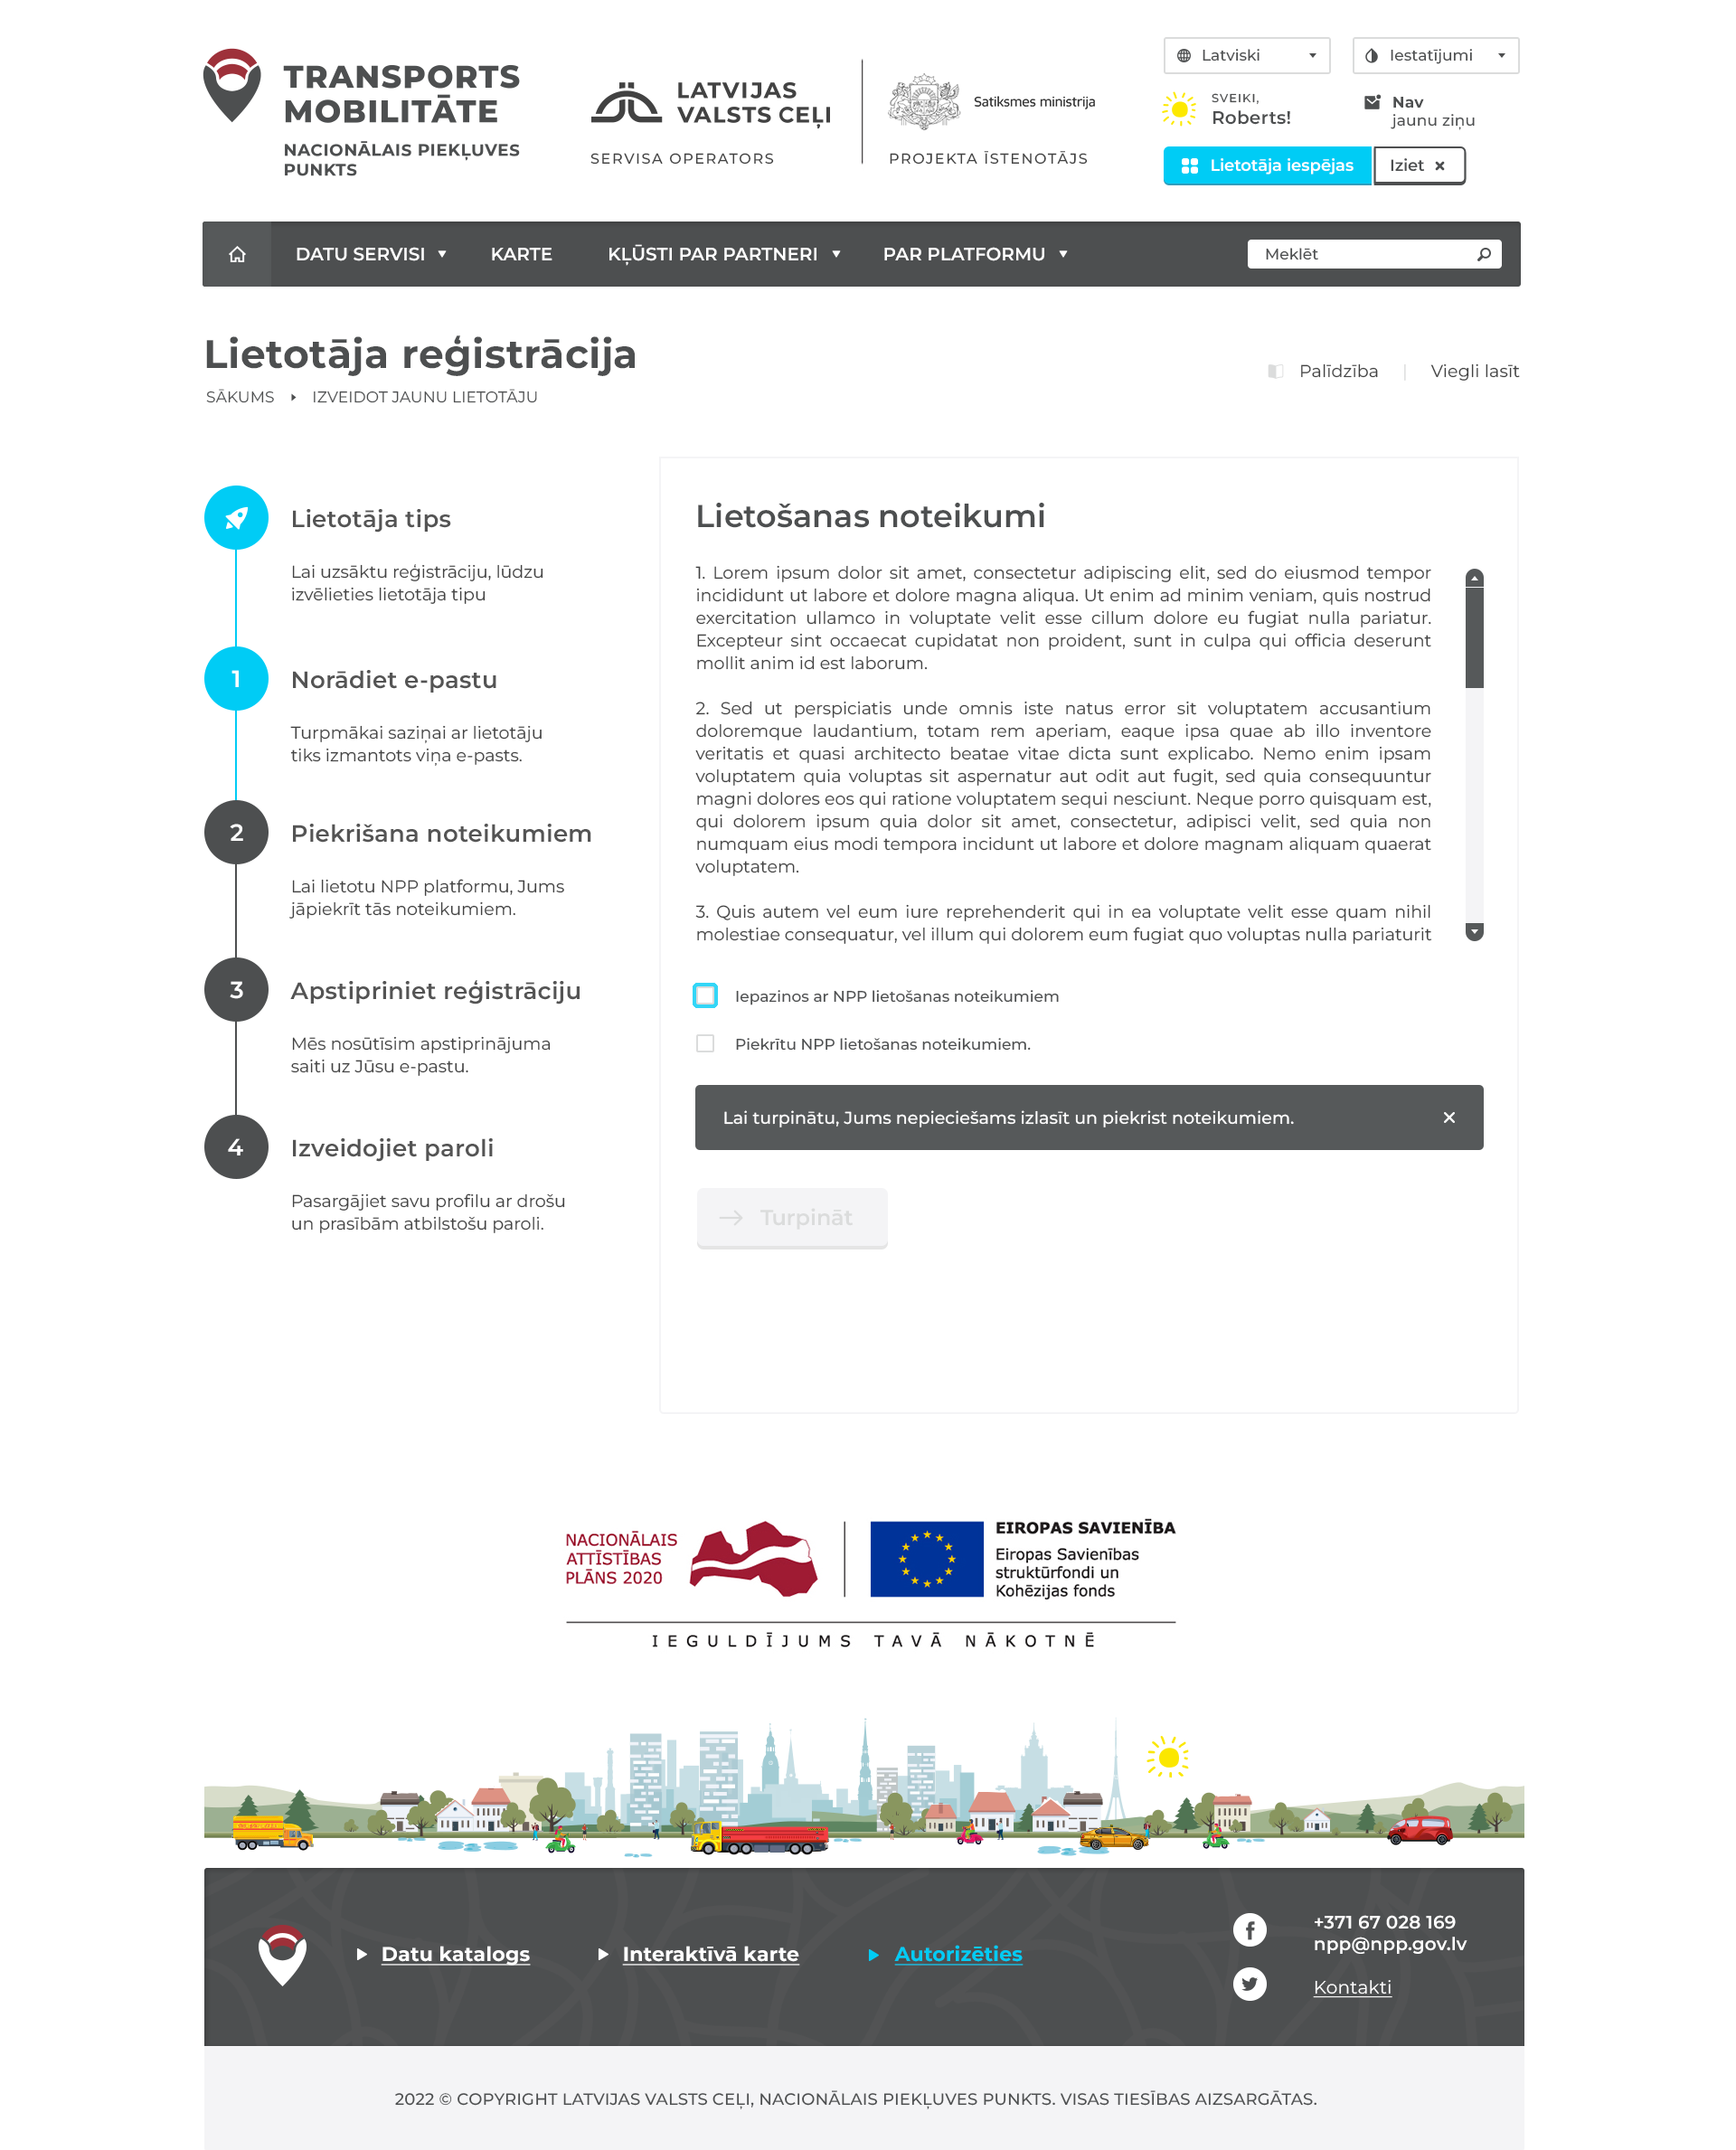 TRANSPORTS
MOBILITĀTE
NACIONĀLAIS PIEKĻUVES
PUNKTS
LATVIJAS
VALSTS CEĻI
SERVISA OPERATORS
Satiksmes ministrija
PROJEKTA ĪSTENOTĀJS
Latviski
Iestatījumi
SVEIKI,
Roberts!
Nav
jaunu ziņu
Lietotāja iespējas
Iziet
DATU SERVISI
KARTE
KĻŪSTI PAR PARTNERI
PAR PLATFORMU
Meklēt
Lietotāja reģistrācija
SĀKUMS
IZVEIDOT JAUNU LIETOTĀJU
Palīdzība
Viegli lasīt
Lietotāja tips
Lai uzsāktu reģistrāciju, lūdzu
izvēlieties lietotāja tipu
1
Norādiet e-pastu
Turpmākai saziņai ar lietotāju
tiks izmantots viņa e-pasts.
2
Piekrišana noteikumiem
Lai lietotu NPP platformu, Jums
jāpiekrīt tās noteikumiem.
3
Apstipriniet reģistrāciju
Mēs nosūtīsim apstiprinājuma
saiti uz Jūsu e-pastu.
4
Izveidojiet paroli
Pasargājiet savu profilu ar drošu
un prasībām atbilstošu paroli.
Lietošanas noteikumi
1. Lorem ipsum dolor sit amet, consectetur adipiscing elit, sed do eiusmod tempor
incididunt ut labore et dolore magna aliqua. Ut enim ad minim veniam, quis nostrud
exercitation ullamco in voluptate velit esse cillum dolore eu fugiat nulla pariatur.
Excepteur sint occaecat cupidatat non proident, sunt in culpa qui officia deserunt
mollit anim id est laborum.
2. Sed ut perspiciatis unde omnis iste natus error sit voluptatem accusantium
doloremque laudantium, totam rem aperiam, eaque ipsa quae ab illo inventore
veritatis et quasi architecto beatae vitae dicta sunt explicabo. Nemo enim ipsam
voluptatem quia voluptas sit aspernatur aut odit aut fugit, sed quia consequuntur
magni dolores eos qui ratione voluptatem sequi nesciunt. Neque porro quisquam est,
qui dolorem ipsum quia dolor sit amet, consectetur, adipisci velit, sed quia non
numquam eius modi tempora incidunt ut labore et dolore magnam aliquam quaerat
voluptatem.
3. Quis autem vel eum iure reprehenderit qui in ea voluptate velit esse quam nihil
molestiae consequatur, vel illum qui dolorem eum fugiat quo voluptas nulla pariaturit
Iepazinos ar NPP lietošanas noteikumiem
Piekrītu NPP lietošanas noteikumiem.
Lai turpinātu, Jums nepieciešams izlasīt un piekrist noteikumiem.
Turpināt
NACIONĀLAIS
ATTĪSTĪBAS
PLĀNS 2020
EIROPAS SAVIENĪBA
Eiropas Savienības
struktūrfondi un
Kohēzijas fonds
IEGULDĪJUMS TAVĀ NĀKOTNĒ
Datu katalogs
Interaktīvā karte
Autorizēties
+371 67 028 169
npp@npp.gov.lv
Kontakti
2022 © COPYRIGHT LATVIJAS VALSTS CEĻI, NACIONĀLAIS PIEKĻUVES PUNKTS. VISAS TIESĪBAS AIZSARGĀTAS.